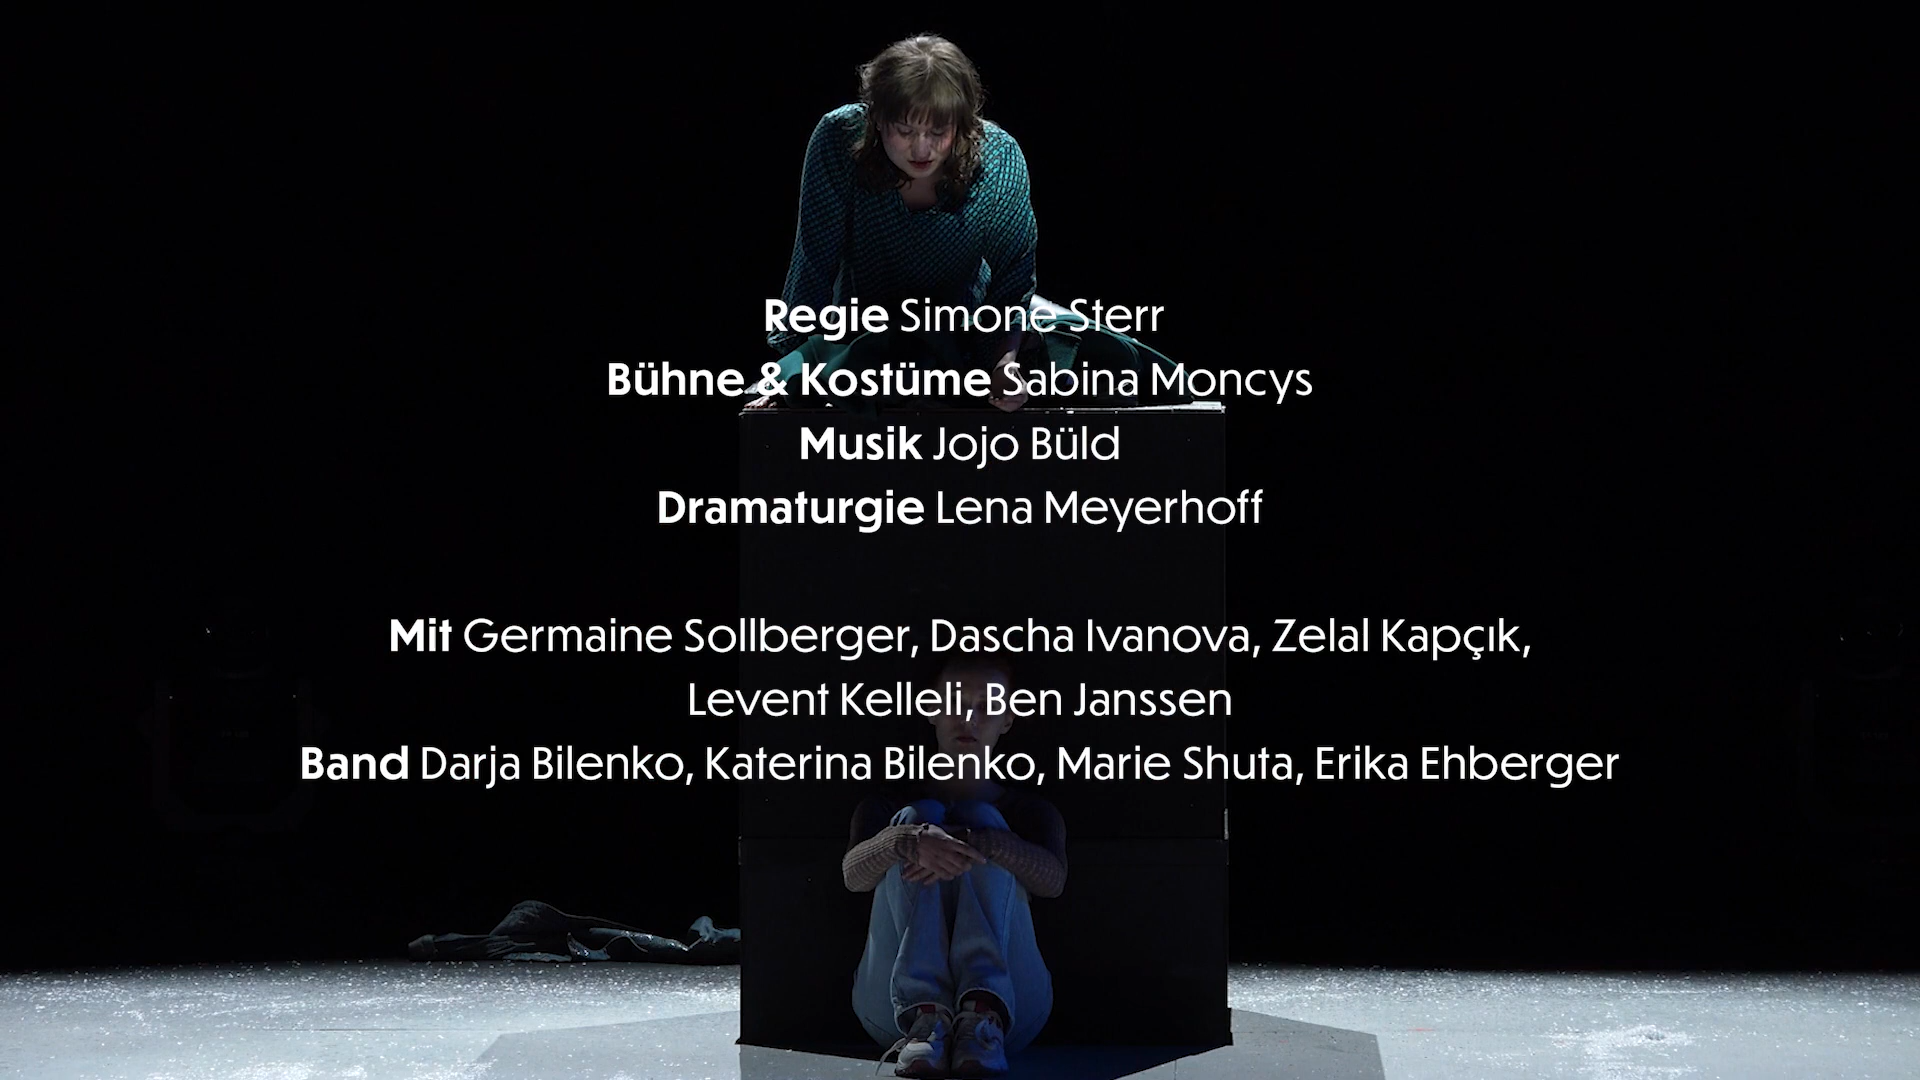 Regie Simone Sterr
Bühne & Kostüme Sabina Moncys
Musik Jojo Büld
Dramaturgie Lena Meyerhoff
Mit Germaine Sollberger, Dascha Ivanova, Zelal Kapçık,
Levent Kelleli, Ben Janssen
Band Darja Bilenko, Katerina Bilenko, Marie Shuta, Erika Ehberger